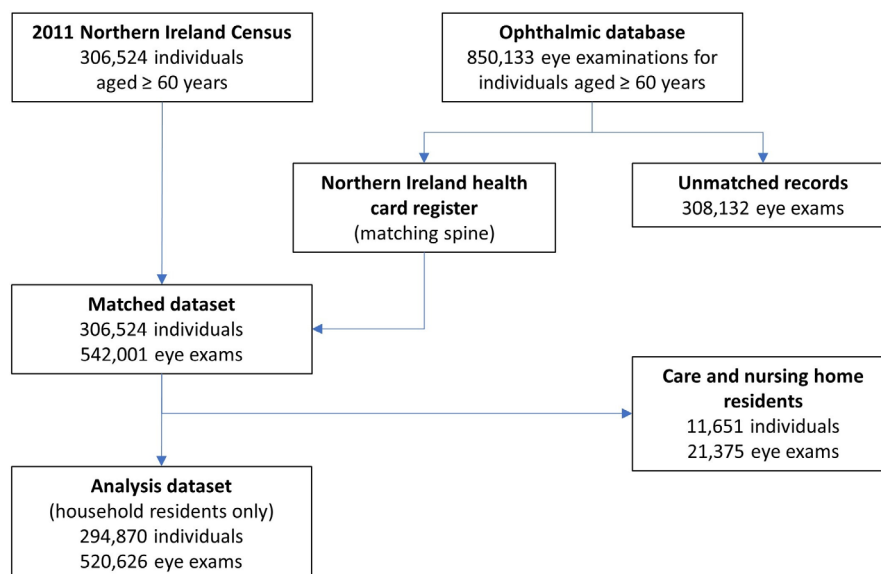 2011 Northern Ireland Census
306,524 individuals
aged ≥ 60 years
Ophthalmic database
850,133 eye examinations for
individuals aged ≥ 60 years
Northern Ireland health
card register
(matching spine)
Unmatched records
308,132 eye exams
Matched dataset
306,524 individuals
542,001 eye exams
Care and nursing home
residents
11,651 individuals
21,375 eye exams
Analysis dataset
(household residents only)
294,870 individuals
520,626 eye exams